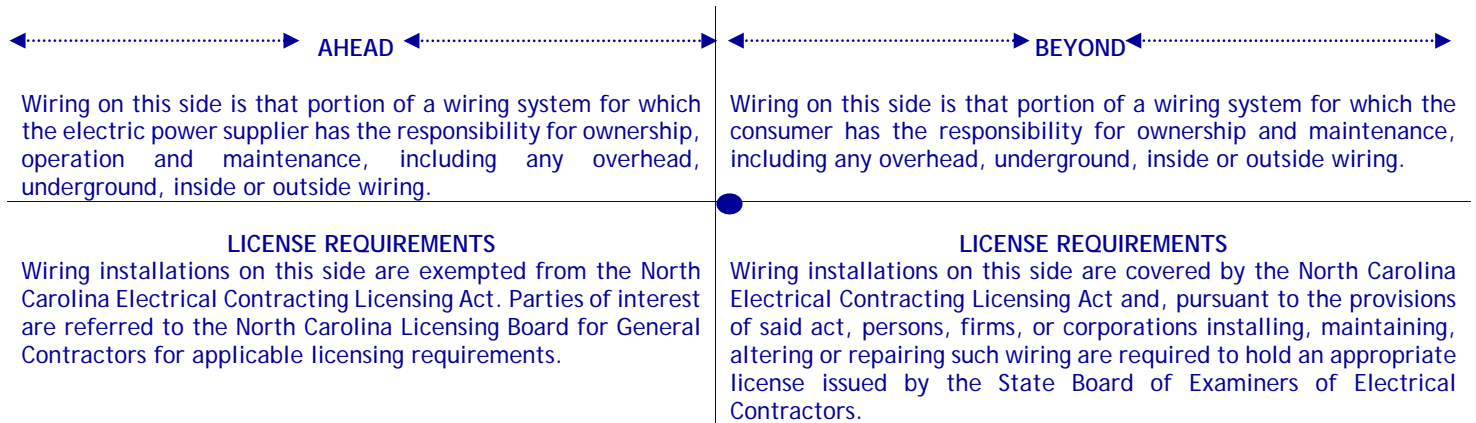 AHEAD
Wiring on this side is that portion of a wiring system for which
the electric power supplier has the responsibility for ownership,
operation and maintenance, including any overhead,
underground, inside or outside wiring.
LICENSE REQUIREMENTS
Wiring installations on this side are exempted from the North
Carolina Electrical Contracting Licensing Act. Parties of interest
are referred to the North Carolina Licensing Board for General
Contractors for applicable licensing requirements.
BEYOND
Wiring on this side is that portion of a wiring system for which the
consumer has the responsibility for ownership and maintenance,
including any overhead, underground, inside or outside wiring.
LICENSE REQUIREMENTS
Wiring installations on this side are covered by the North Carolina
Electrical Contracting Licensing Act and, pursuant to the provisions
of said act, persons, firms, or corporations installing, maintaining,
altering or repairing such wiring are required to hold an appropriate
license issued by the State Board of Examiners of Electrical
Contractors.